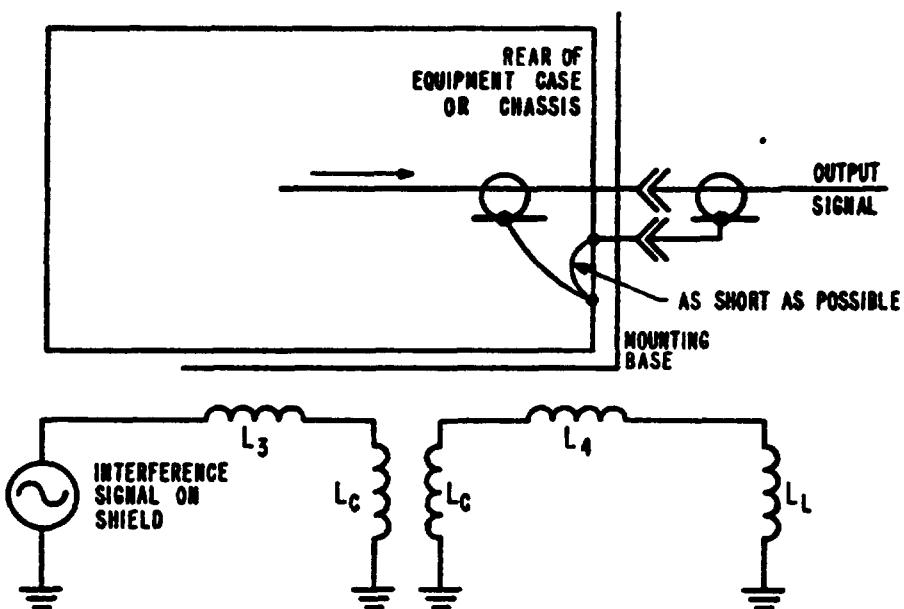 REAR OF
EQUIPMENT CASE
OR CHASSIS
OUTPUT
SIGNAL
AS SHORT AS POSSIBLE
MOUNTING
BASE
L3
L4
INTERFERENCE
SIGNAL ON
SHIELD
LC
LC
LL